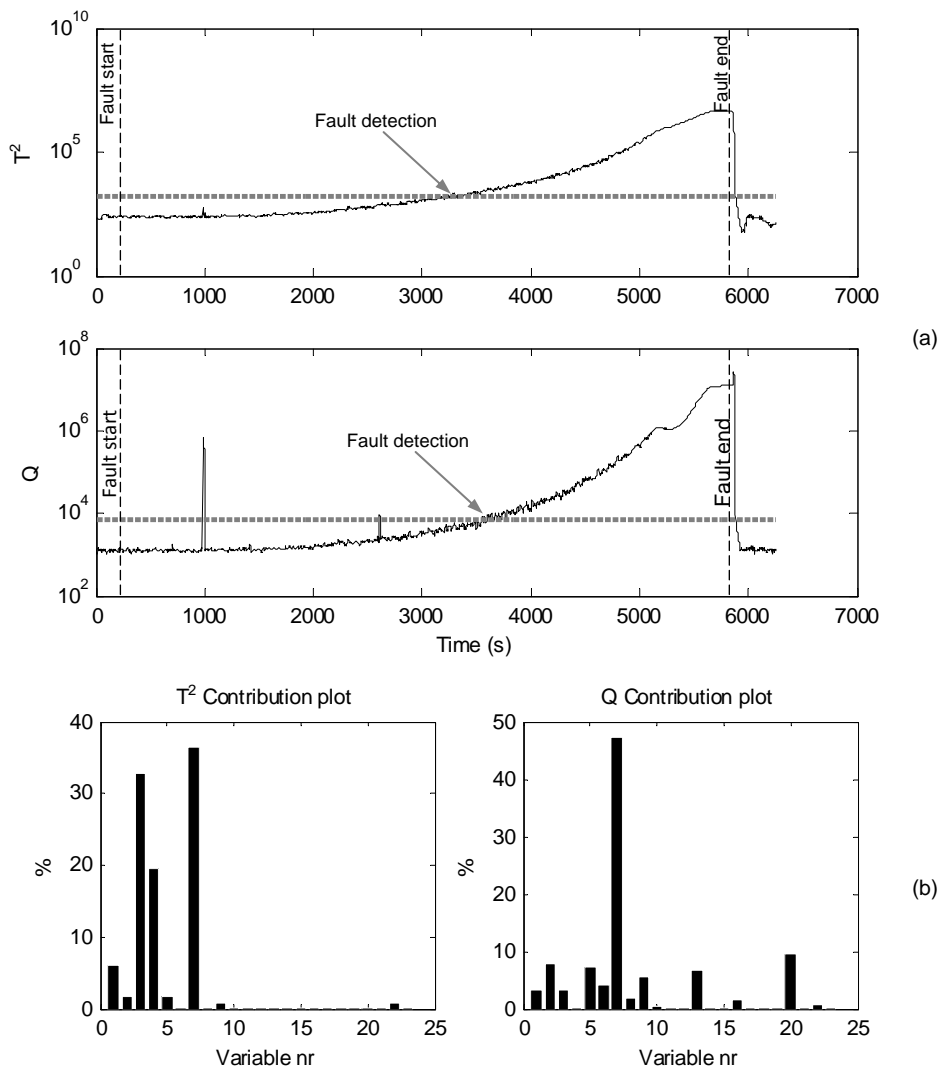 10^10
10^5
10^0
T^2
Fault start
Fault detection
Fault end
0 1000 2000 3000 4000 5000 6000 7000
(a)
10^8
10^6
10^4
10^2
Q
Fault start
Fault detection
Fault end
0 1000 2000 3000 4000 5000 6000 7000
Time (s)
T^2 Contribution plot
40
30
20
10
0
%
0 5 10 15 20 25
Variable nr
Q Contribution plot
50
40
30
20
10
0
%
0 5 10 15 20 25
Variable nr
(b)